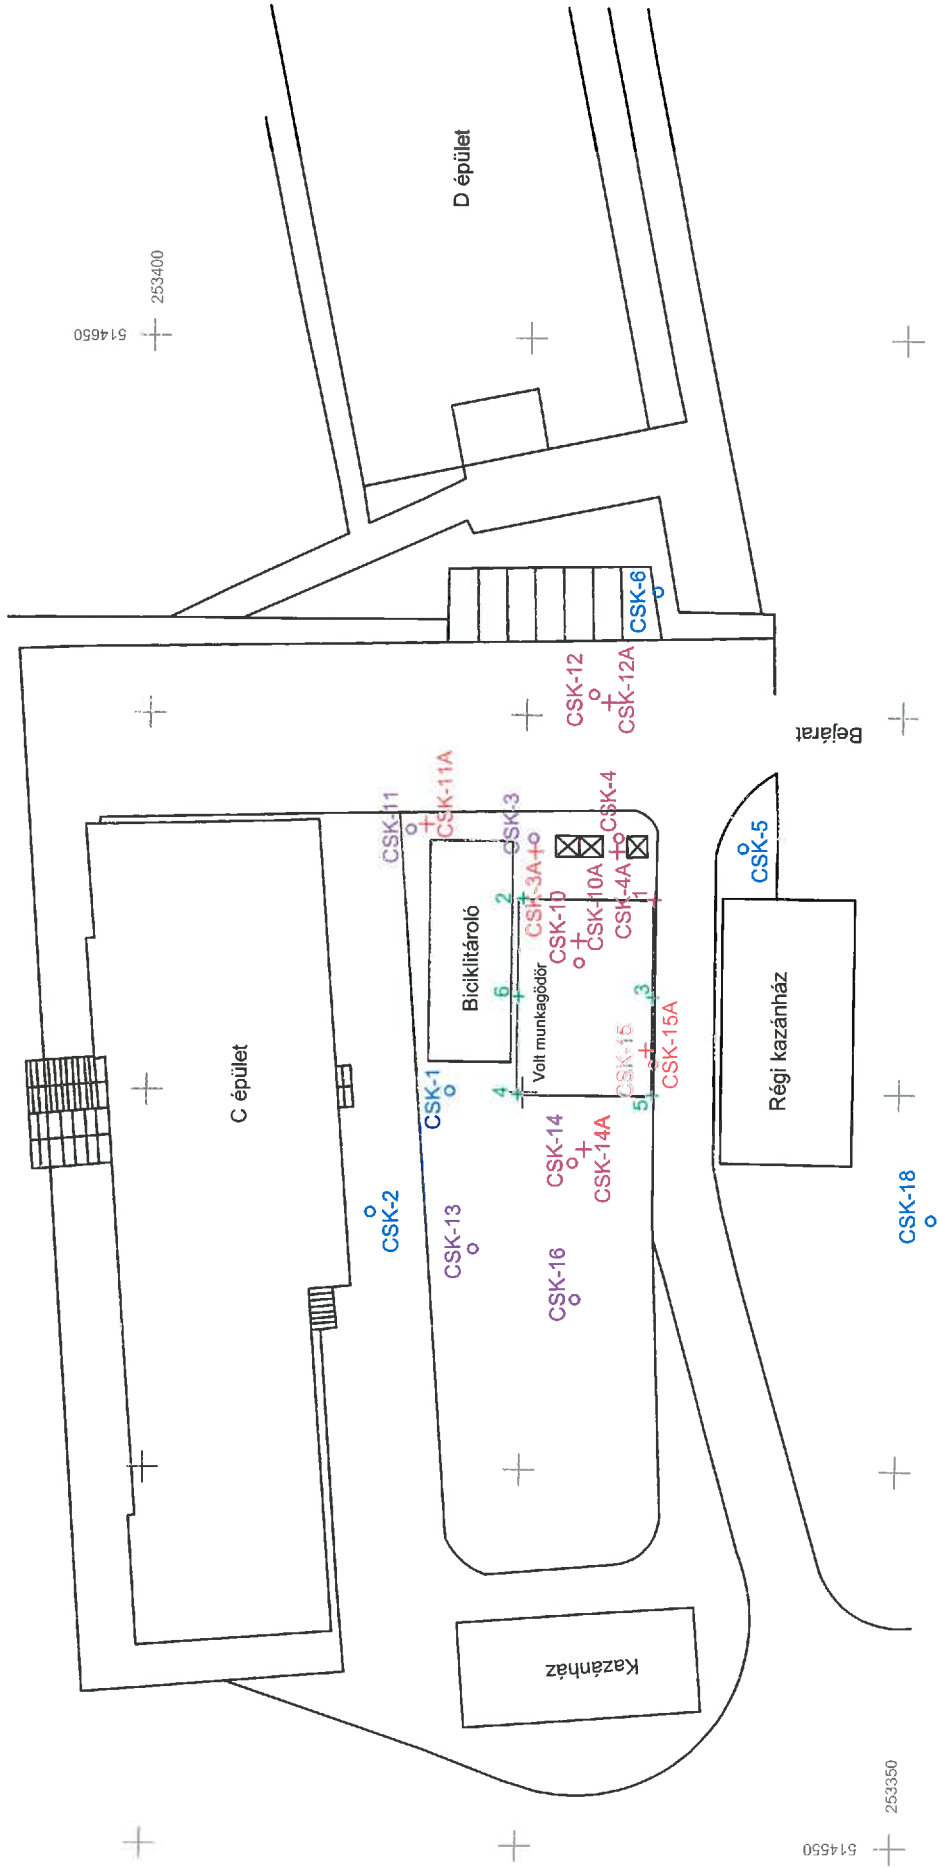 514650
253400
D épület
CSK-6
CSK-12
CSK-12A
Bejárat
CSK-11
CSK-11A
CSK-3
CSK-4
CSK-5
CSK-3A
CSK-10
CSK-10A
CSK-4A
2
1
Biciklitároló
6
Volt munkagödör
3
C épület
CSK-1
4
CSK-15
CSK-15A
5
Régi kazánház
CSK-2
CSK-13
CSK-14
CSK-14A
CSK-16
CSK-18
Kazánház
514550
253350